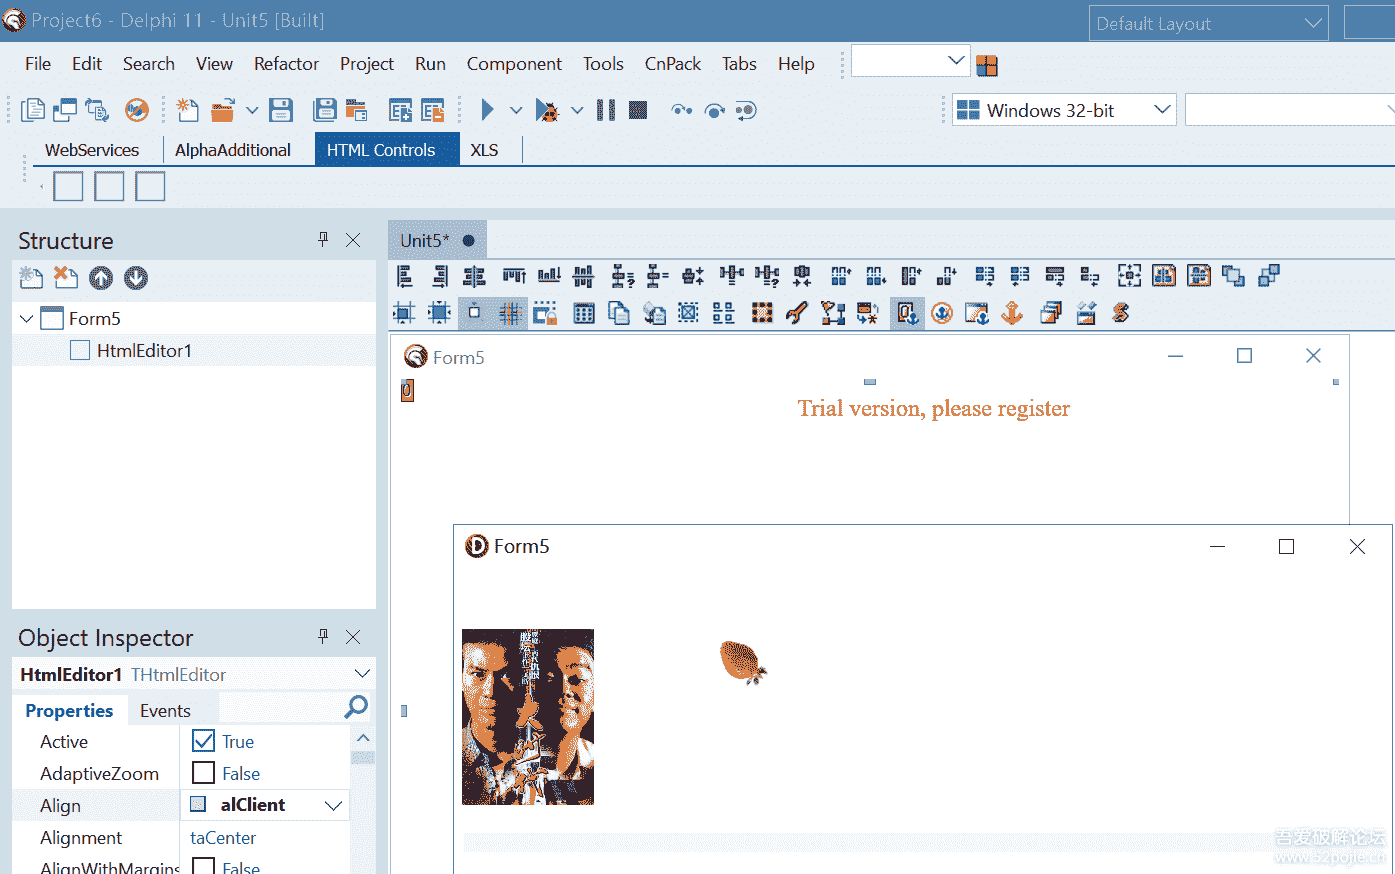 Project6 - Delphi 11 - Unit5 [Built]
Default Layout
File Edit Search View Refactor Project Run Component Tools CnPack Tabs Help
Windows 32-bit
WebServices AlphaAdditional HTML Controls XLS
Structure
Unit5*
Form5
HtmlEditor1
Form5
Trial version, please register
Form5
Object Inspector
HtmlEditor1 THtmlEditor
Properties Events
Active True
AdaptiveZoom False
Align alClient
Alignment taCenter
AlignWithMargins False
吾爱破解论坛
www.52pojie.cn